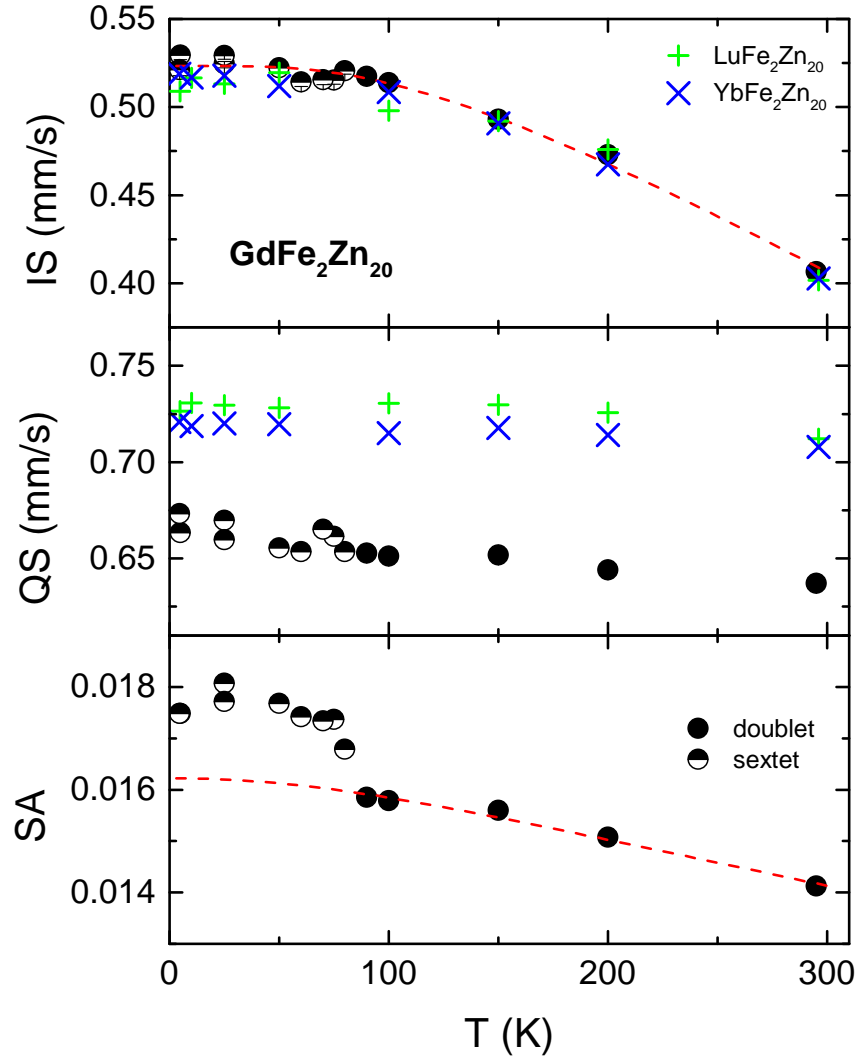 0.55
0.50
0.45
0.40
IS (mm/s)
LuFe₂Zn₂₀
YbFe₂Zn₂₀
GdFe₂Zn₂₀
0.75
0.70
0.65
QS (mm/s)
0.018
0.016
0.014
SA
doublet
sextet
0 100 200 300
T (K)